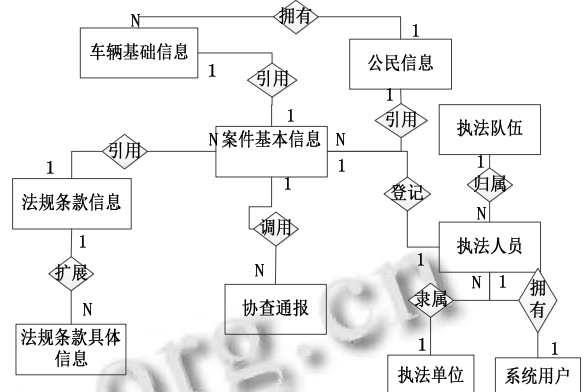 N 拥有 1
车辆基础信息
公民信息
1 引用 1
引用
执法队伍
1
N 案件基本信息 N
引用
1
1 归属
1
法规条款信息
调用
登记
N
执法人员
1
扩展
1 N 1
N
N
协查通报
隶属
拥有
法规条款具体
信息
1
执法单位
1
系统用户
org.cn